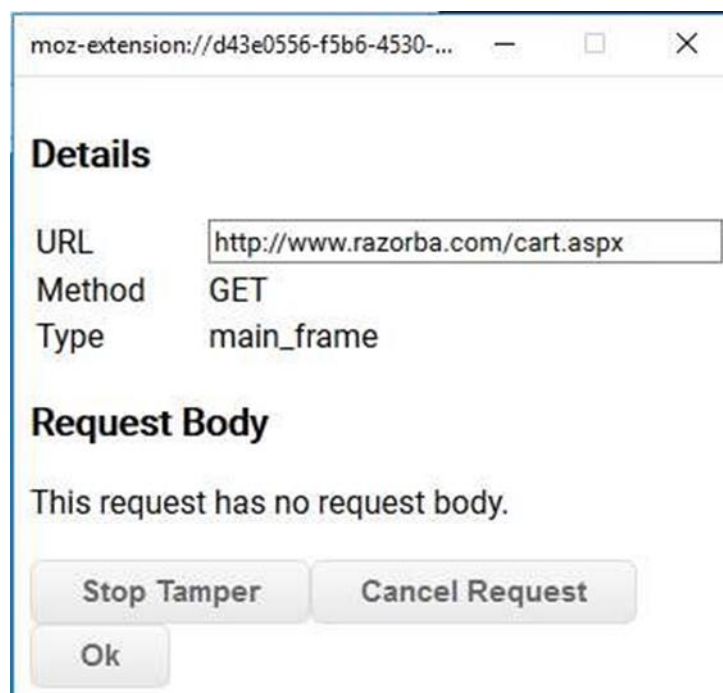 moz-extension://d43e0556-f5b6-4530-...
Details
URL http://www.razorba.com/cart.aspx
Method GET
Type main_frame
Request Body
This request has no request body.
Stop Tamper Cancel Request
Ok